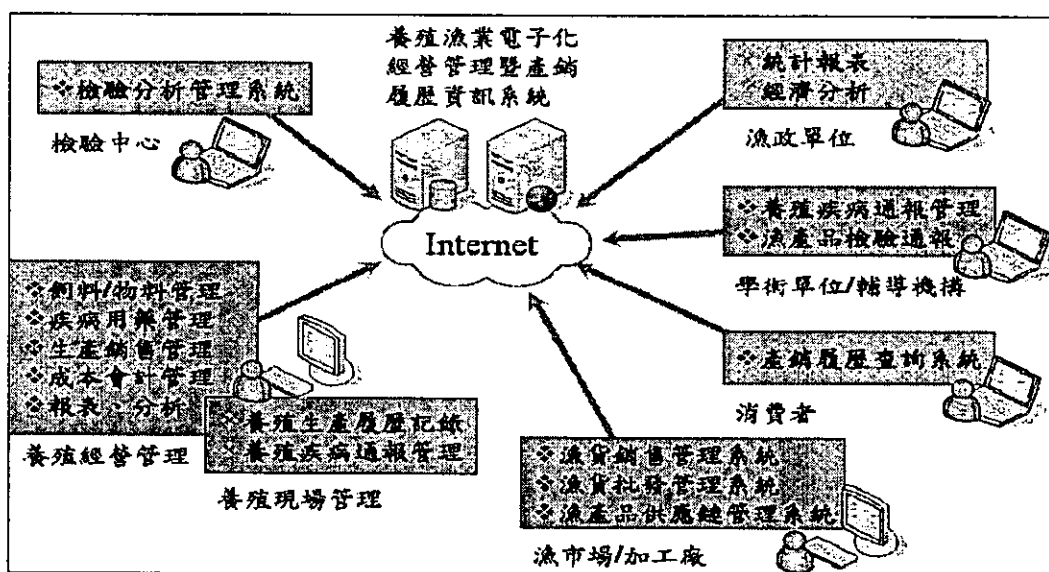 養殖漁業電子化
經營管理暨產銷
履歷資訊系統
❖檢驗分析管理系統
檢驗中心
Internet
❖統計報表
❖經濟分析
漁政單位
❖養殖疾病通報管理
❖漁產品檢驗通報
學術單位/輔導機構
❖產銷履歷查詢系統
消費者
❖飼料/物料管理
❖疾病用藥管理
❖生產銷售管理
❖成本會計管理
❖報表、分析
養殖經營管理
❖養殖生產履歷記錄
❖養殖疾病通報管理
養殖現場管理
❖漁貨銷售管理系統
❖漁貨批發管理系統
❖漁產品供應鏈管理系統
漁市場/加工廠